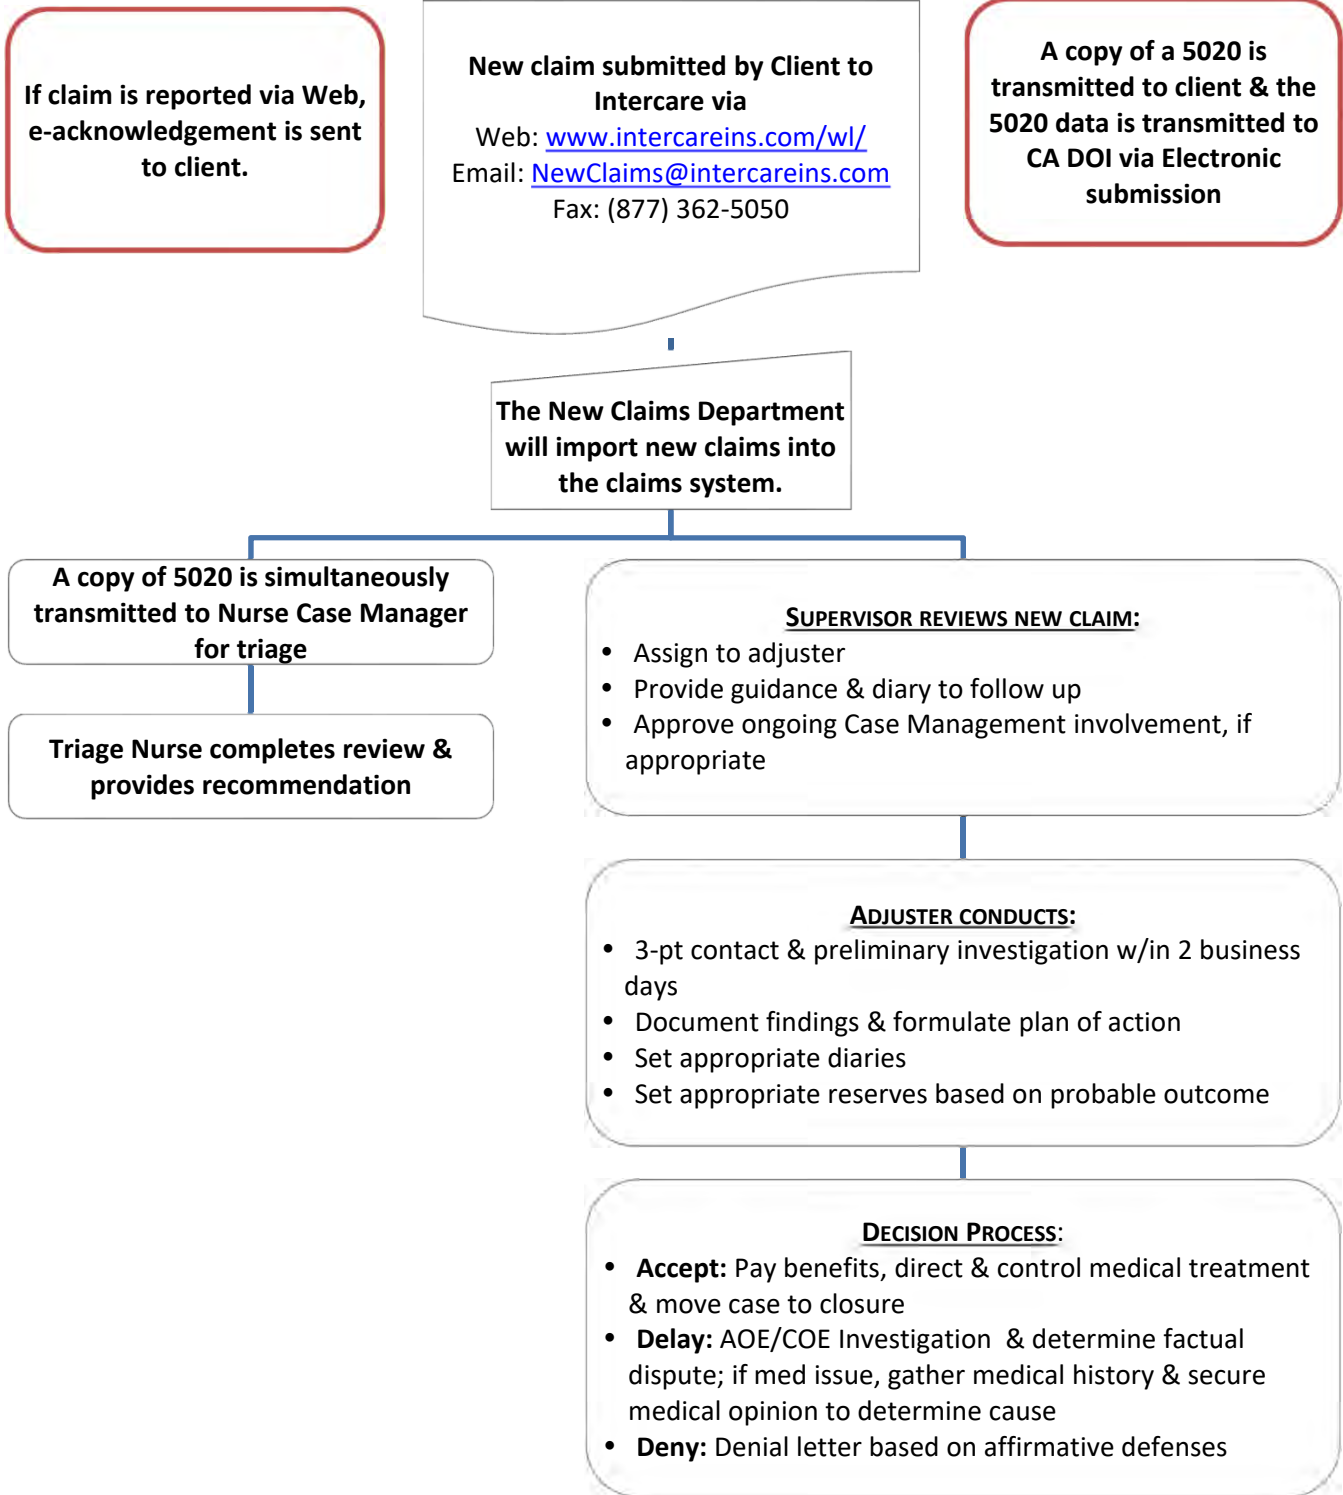 If claim is reported via Web,
e-acknowledgement is sent
to client.
New claim submitted by Client to
Intercare via
Web: www.intercareins.com/wl/
Email: NewClaims@intercareins.com
Fax: (877) 362-5050
A copy of a 5020 is
transmitted to client & the
5020 data is transmitted to
CA DOI via Electronic
submission
The New Claims Department
will import new claims into
the claims system.
A copy of 5020 is simultaneously
transmitted to Nurse Case Manager
for triage
Triage Nurse completes review &
provides recommendation
SUPERVISOR REVIEWS NEW CLAIM:
• Assign to adjuster
• Provide guidance & diary to follow up
• Approve ongoing Case Management involvement, if
appropriate
ADJUSTER CONDUCTS:
• 3-pt contact & preliminary investigation w/in 2 business
days
• Document findings & formulate plan of action
• Set appropriate diaries
• Set appropriate reserves based on probable outcome
DECISION PROCESS:
• Accept: Pay benefits, direct & control medical treatment
& move case to closure
• Delay: AOE/COE Investigation & determine factual
dispute; if med issue, gather medical history & secure
medical opinion to determine cause
• Deny: Denial letter based on affirmative defenses